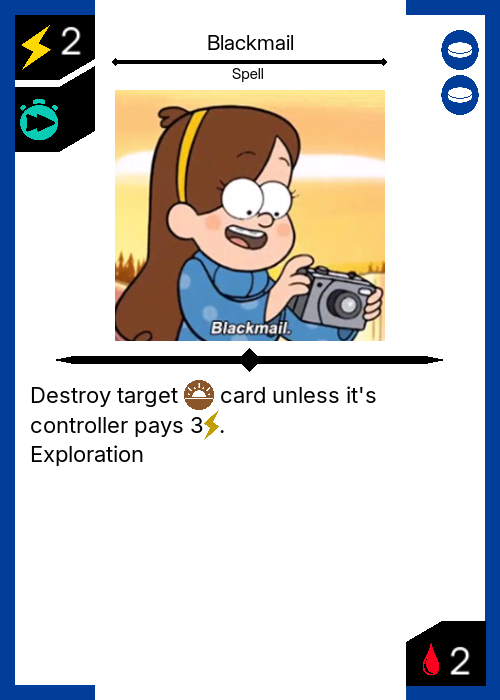 2
Blackmail
Spell
Blackmail.
Destroy target card unless it's
controller pays 3.
Exploration
2